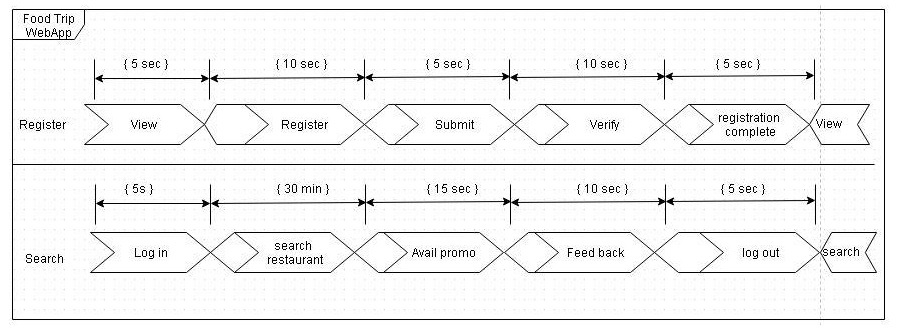 Food Trip
WebApp
{ 5 sec } { 10 sec } { 5 sec } { 10 sec } { 5 sec }
Register View Register Submit Verify registration complete View
{ 5s } { 30 min } { 15 sec } { 10 sec } { 5 sec }
Search Log in search restaurant Avail promo Feed back log out search